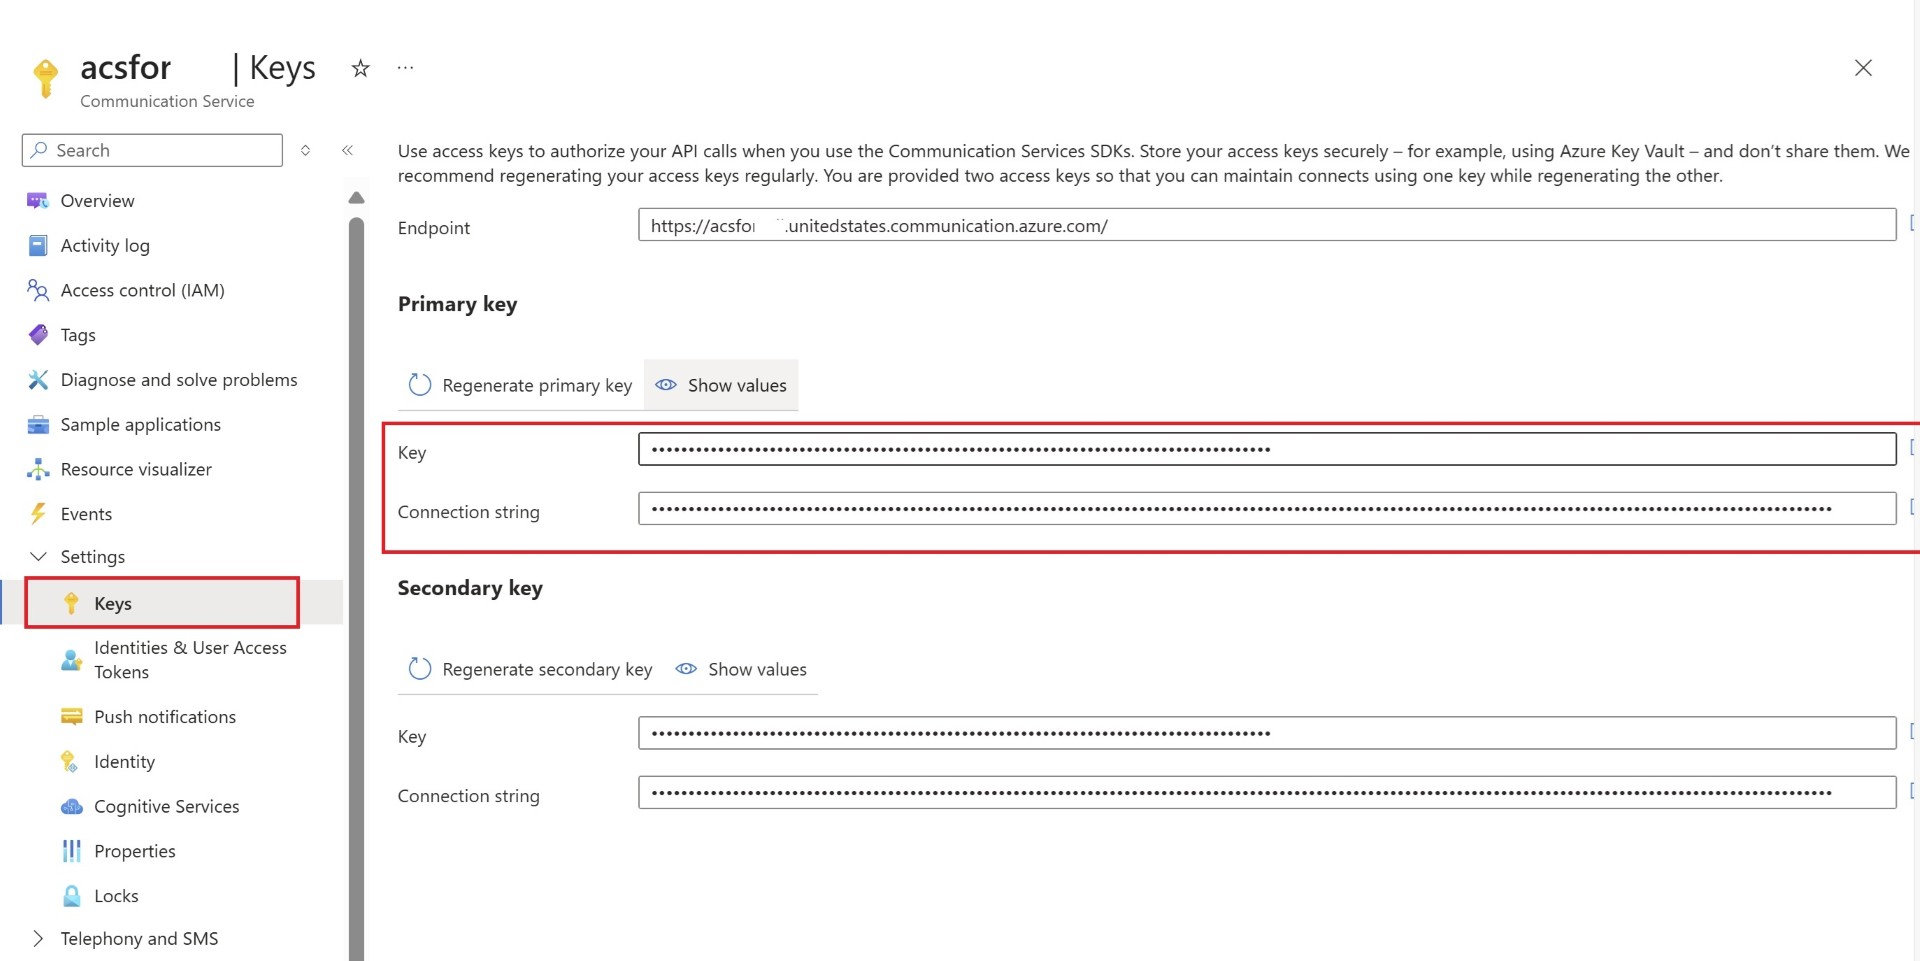 acsfor | Keys
Communication Service
Search
Overview
Activity log
Access control (IAM)
Tags
Diagnose and solve problems
Sample applications
Resource visualizer
Events
Settings
Keys
Identities & User Access
Tokens
Push notifications
Identity
Cognitive Services
Properties
Locks
Telephony and SMS
Use access keys to authorize your API calls when you use the Communication Services SDKs. Store your access keys securely – for example, using Azure Key Vault – and don’t share them. We
recommend regenerating your access keys regularly. You are provided two access keys so that you can maintain connects using one key while regenerating the other.
Endpoint
https://acsfor .unitedstates.communication.azure.com/
Primary key
Regenerate primary key Show values
Key
Connection string
Secondary key
Regenerate secondary key Show values
Key
Connection string